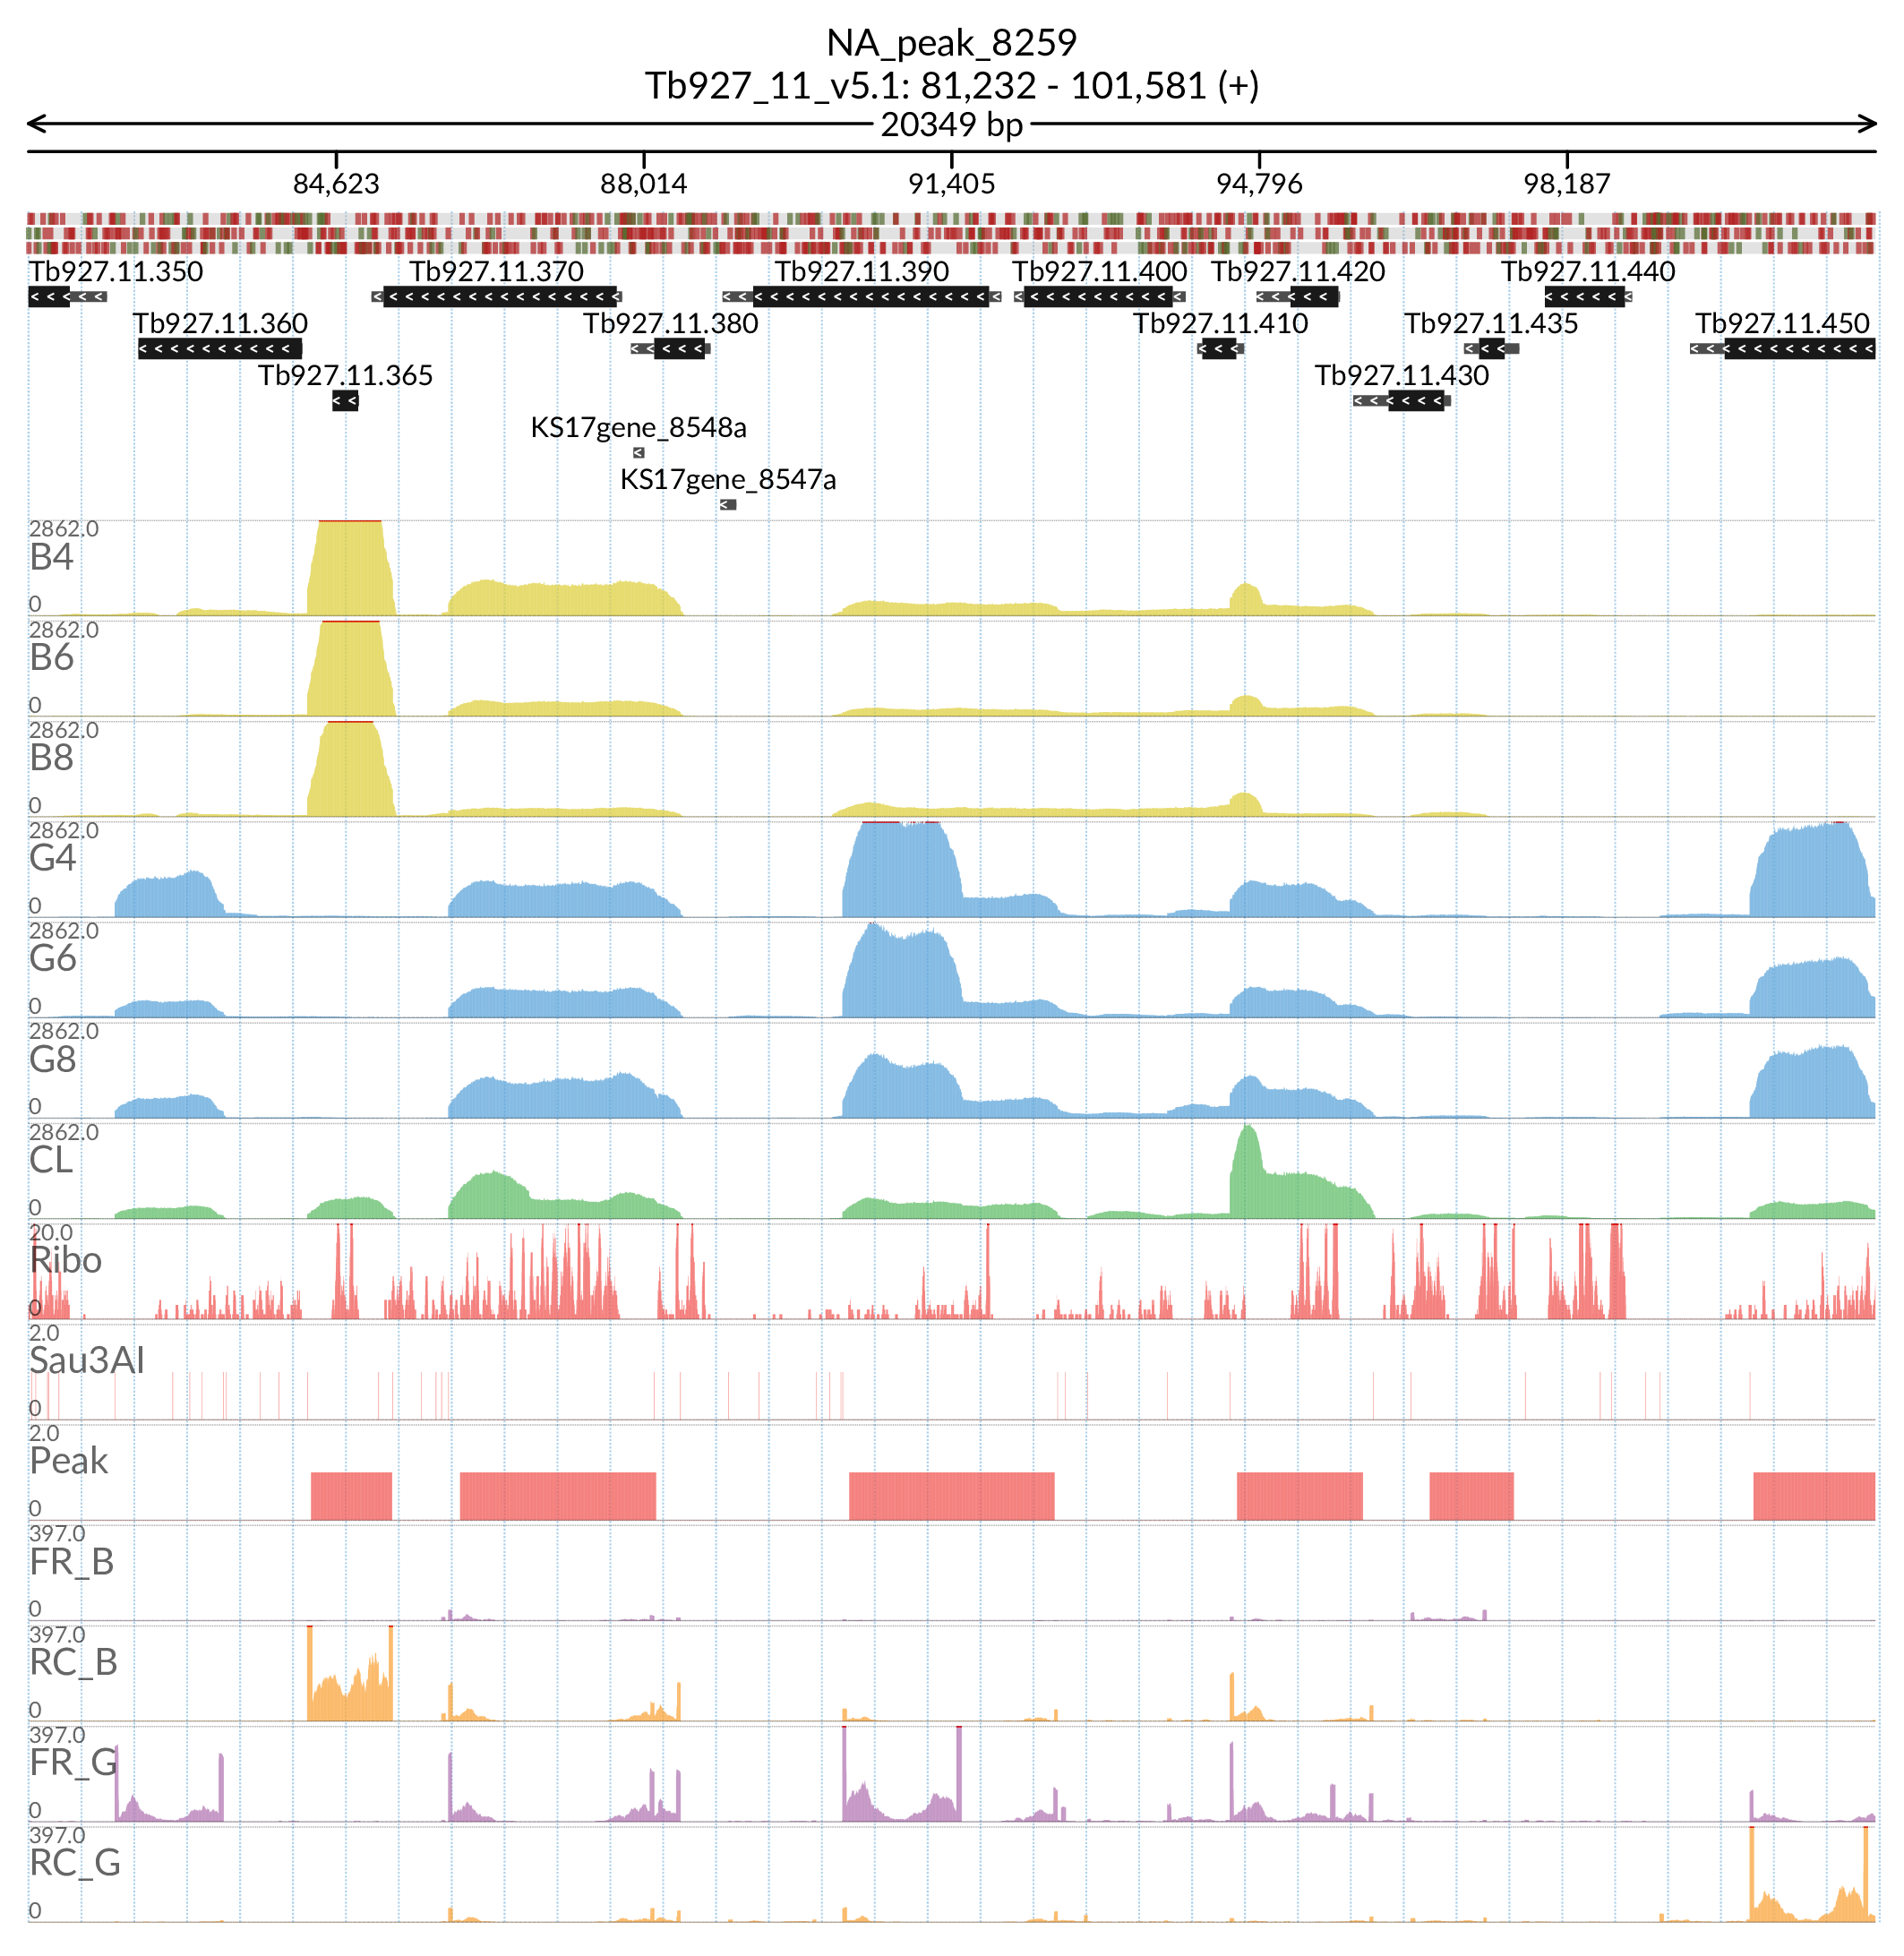 NA_peak_8259
Tb927_11_v5.1: 81,232 - 101,581 (+)
20349 bp
84,623 88,014 91,405 94,796 98,187
Tb927.11.350 Tb927.11.370 Tb927.11.390 Tb927.11.400 Tb927.11.420 Tb927.11.440
Tb927.11.360 Tb927.11.380 Tb927.11.410 Tb927.11.435 Tb927.11.450
Tb927.11.365 Tb927.11.430
KS17gene_8548a
KS17gene_8547a
2862.0
B4
0
2862.0
B6
0
2862.0
B8
0
2862.0
G4
0
2862.0
G6
0
2862.0
G8
0
2862.0
CL
0
20.0
Ribo
0
2.0
Sau3AI
0
2.0
Peak
0
397.0
FR_B
0
397.0
RC_B
0
397.0
FR_G
0
397.0
RC_G
0